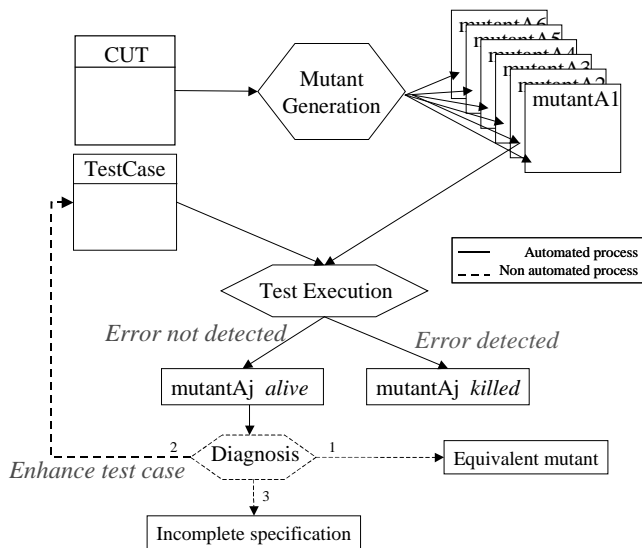 mutantA6
mutantA5
mutantA4
mutantA3
mutantA2
mutantA1
CUT
Mutant
Generation
TestCase
Automated process
Non automated process
Test Execution
Error not detected
Error detected
mutantAj alive
mutantAj killed
2
Diagnosis
1
Enhance test case
Equivalent mutant
3
Incomplete specification